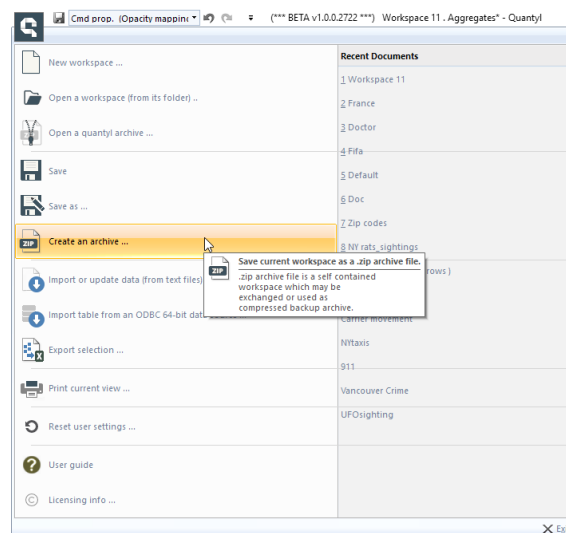 Cmd prop. (Opacity mapping
(*** BETA v1.0.0.2722 ***) Workspace 11 . Aggregates* - Quantyl
New workspace ...
Open a workspace (from its folder) ..
Open a quantyl archive ...
Save
Save as ...
ZIP
Create an archive ...
Import or update data (from text files)
Import table from an ODBC 64-bit data
Export selection ...
Print current view ...
Reset user settings ...
User guide
Licensing info ...
Recent Documents
1 Workspace 11
2 France
3 Doctor
4 Fifa
5 Default
6 Doc
7 Zip codes
8 NY rats_sightings
rows )
Carrier movement
NYtaxis
911
Vancouver Crime
UFOsighting
Save current workspace as a .zip archive file.
ZIP
.zip archive file is a self contained
workspace which may be
exchanged or used as
compressed backup archive.
Ex